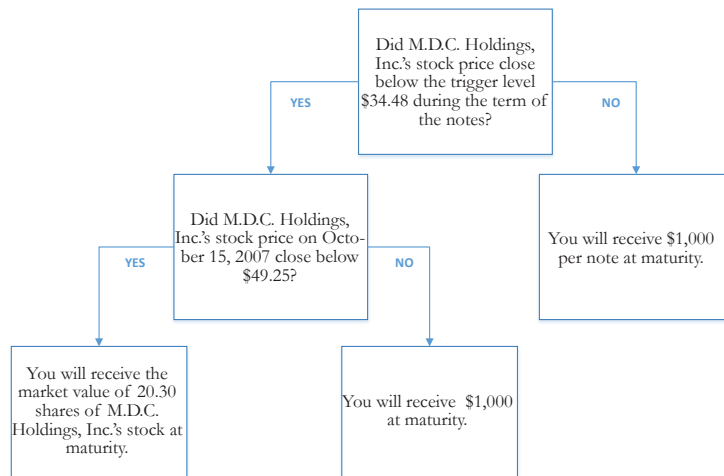 Did M.D.C. Holdings,
Inc.'s stock price close
below the trigger level
$34.48 during the term of
the notes?
YES
NO
Did M.D.C. Holdings,
Inc.'s stock price on Octo-
ber 15, 2007 close below
$49.25?
You will receive $1,000
per note at maturity.
YES
NO
You will receive the
market value of 20.30
shares of M.D.C.
Holdings, Inc.'s stock at
maturity.
You will receive $1,000
at maturity.